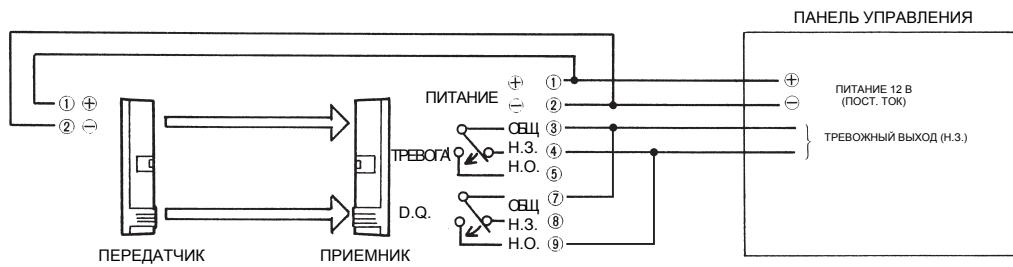 ПАНЕЛЬ УПРАВЛЕНИЯ
① ⊕
② ⊖
ПИТАНИЕ
⊕ ①
⊖ ②
⊕
⊖
ПИТАНИЕ 12 В
(ПОСТ. ТОК)
ТРЕВОГА
ОБЩ ③
Н.З. ④
Н.О. ⑤
ТРЕВОЖНЫЙ ВЫХОД (Н.З.)
D.Q.
ОБЩ ⑦
Н.З. ⑧
Н.О. ⑨
ПЕРЕДАТЧИК
ПРИЕМНИК